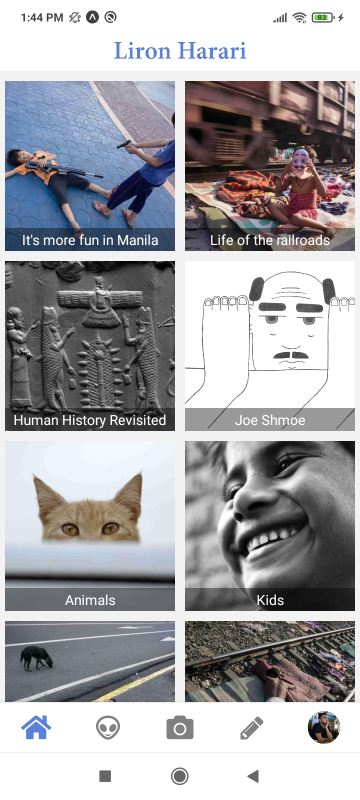 1:44 PM
83
Liron Harari
It's more fun in Manila
Life of the railroads
Human History Revisited
Joe Shmoe
Animals
Kids